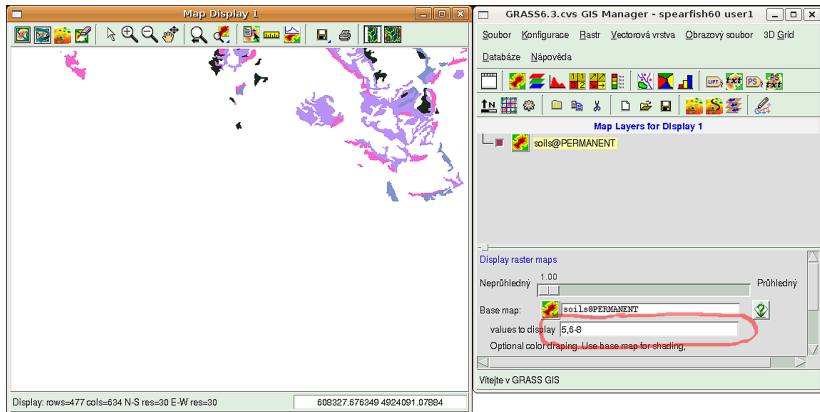 Map Display 1
GRASS6.3.cvs GIS Manager - spearfish60 user1
Soubor Konfigurace Rastr Vectorová vrstva Obrazový soubor 3D Grid
Databáze Nápověda
Map Layers for Display 1
soils@PERMANENT
Display raster maps
Neprůhledný 1.00 Průhledný
Base map: soils@PERMANENT
values to display 5,6-8
Optional color draping. Use base map for shading,
Vítejte v GRASS GIS
Display: rows=477 cols=634 N-S res=30 E-W res=30 608327.676349 4924091.07884